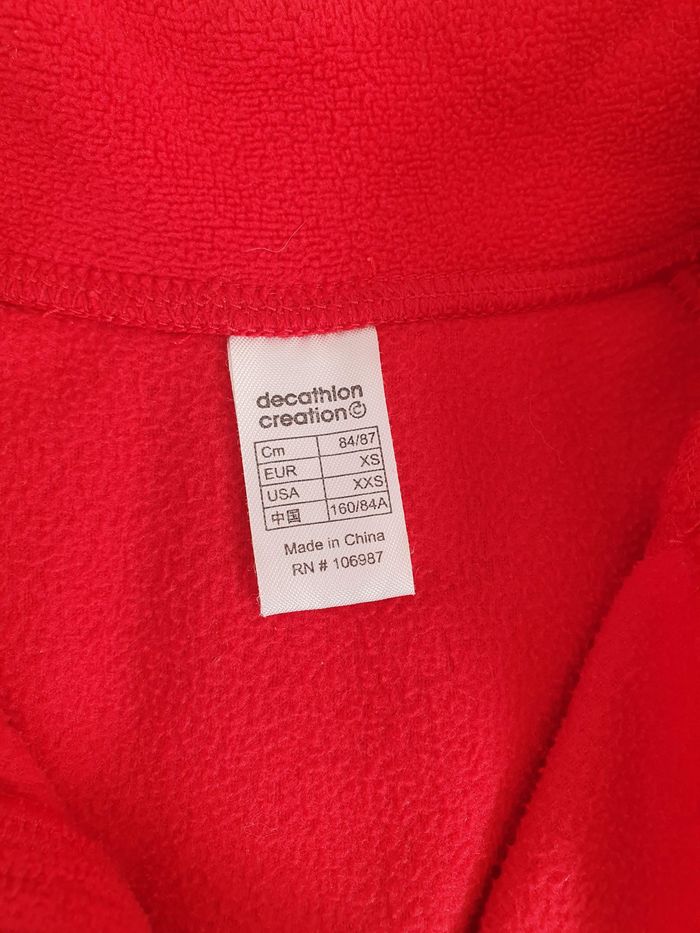 decathlon
creation©
Cm 84/87
EUR XS
USA XXS
中国 160/84A
Made in China
RN # 106987